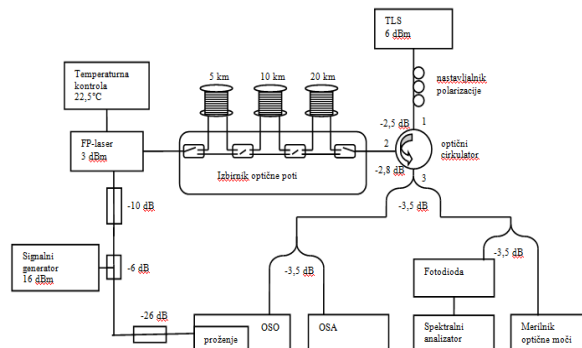 TLS
6 dBm
Temperaturna
kontrola
22,5°C
5 km
10 km
20 km
nastavljalnik
polarizacije
FP-laser
3 dBm
-2,5 dB
1
2
optični
cirkulator
-2,8 dB
3
Izbirnik optične poti
-10 dB
-3,5 dB
Signalni
generator
16 dBm
-6 dB
-3,5 dB
-3,5 dB
Fotodioda
-26 dB
proženje
OSO
OSA
Spektralni
analizator
Merilnik
optične moči